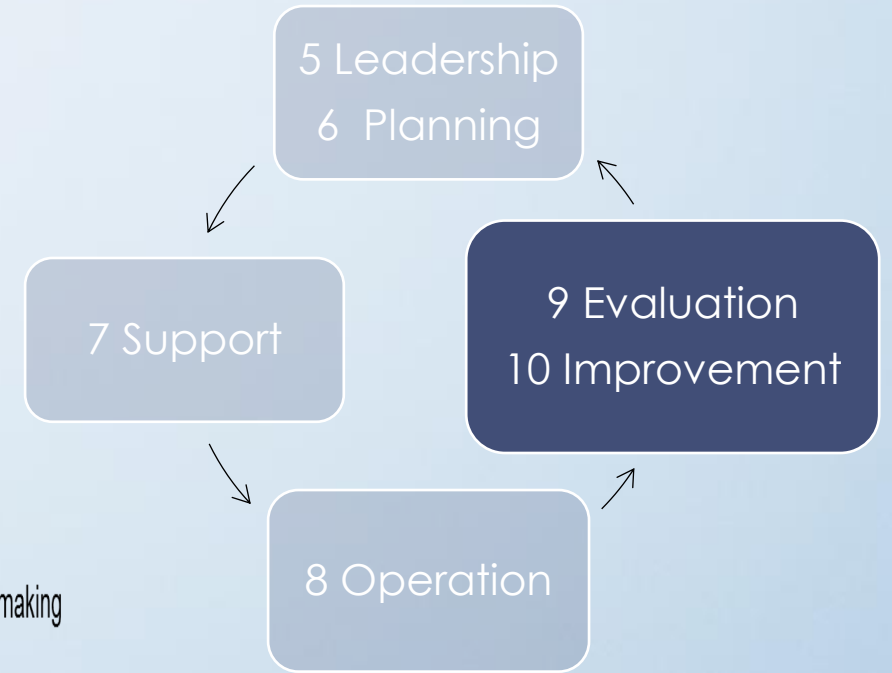 5 Leadership
6 Planning
9 Evaluation
10 Improvement
7 Support
8 Operation
making